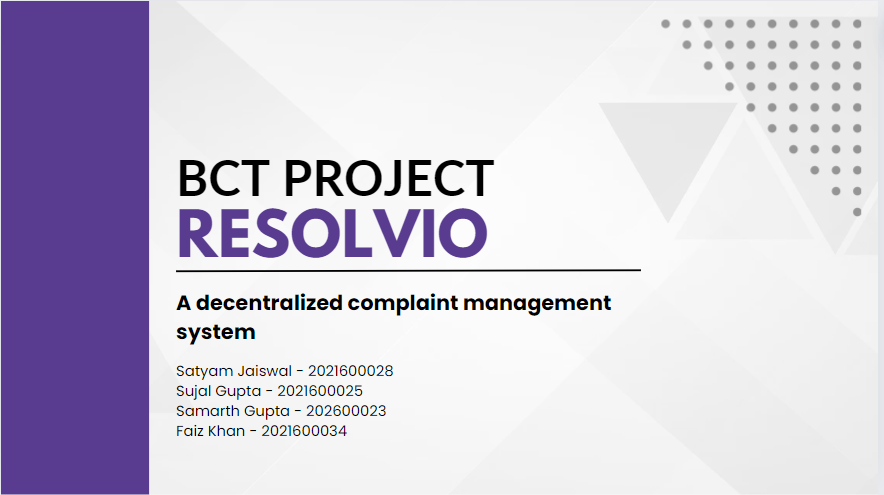 BCT PROJECT
RESOLVIO
A decentralized complaint management
system
Satyam Jaiswal - 2021600028
Sujal Gupta - 2021600025
Samarth Gupta - 202600023
Faiz Khan - 2021600034